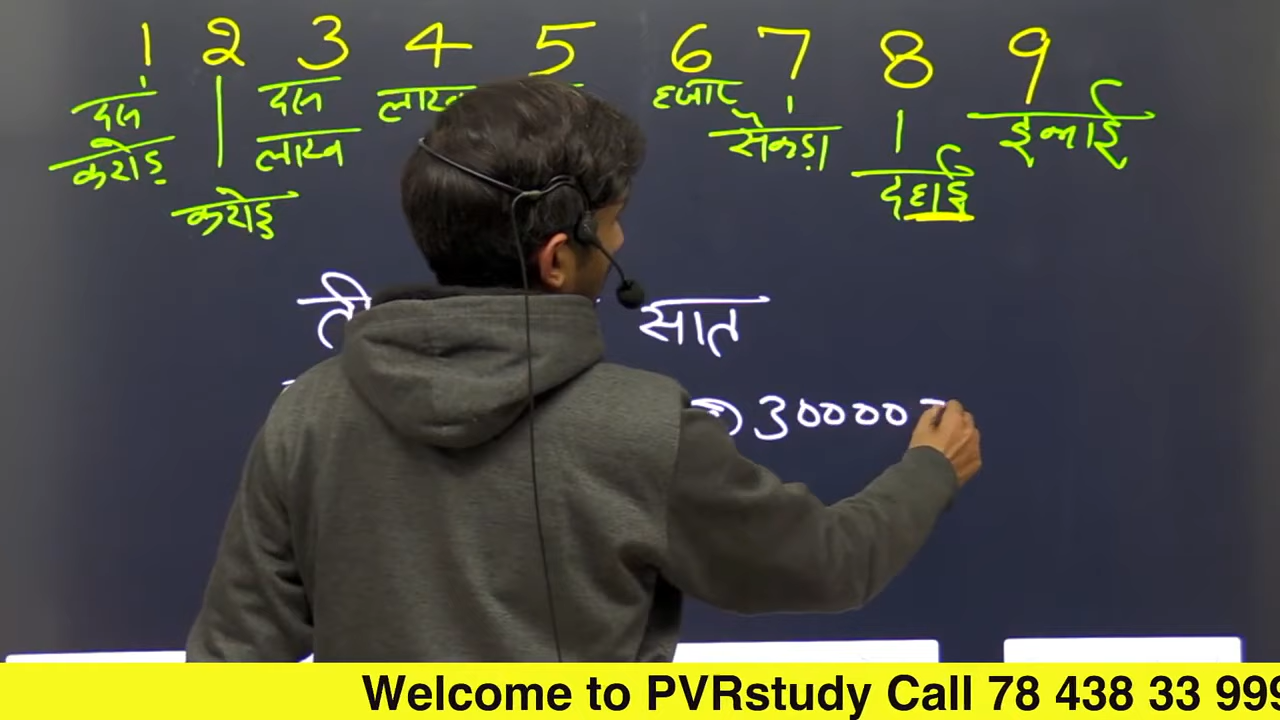 1 2 3 4 5 6 7 8 9
दस दस लाख हजार
करोड़ लाख सैकड़ा इकाई
करोड़ दहाई
सात
30000
Welcome to PVRstudy Call 78 438 33 999